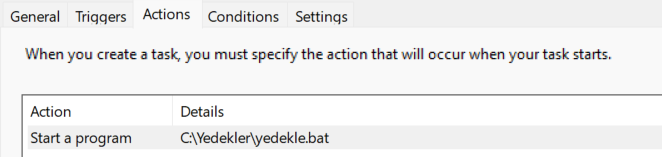 General Triggers Actions Conditions Settings
When you create a task, you must specify the action that will occur when your task starts.
Action Details
Start a program C:\Yedekler\yedekle.bat